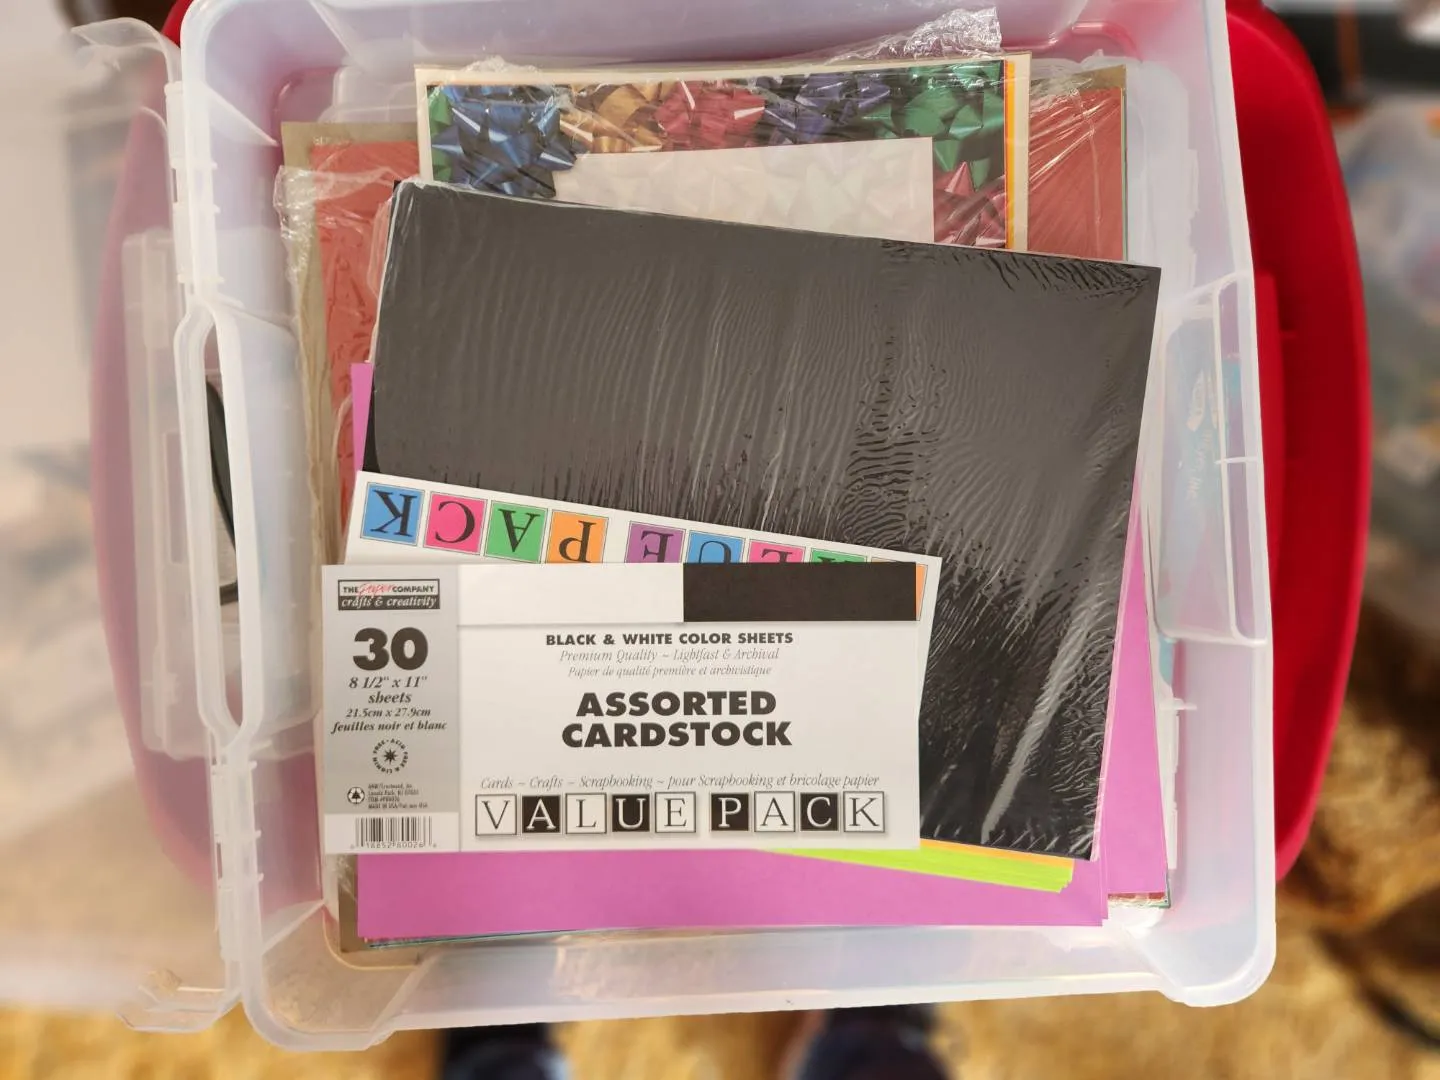 VALUE PACK
THE Paper COMPANY
crafts & creativity
30
8 1/2" x 11"
sheets
21.5cm x 27.9cm
feuilles noir et blanc
BLACK & WHITE COLOR SHEETS
Premium Quality ~ Lightfast & Archival
Papier de qualité première et archivistique
ASSORTED
CARDSTOCK
Cards ~ Crafts ~ Scrapbooking ~ pour Scrapbooking et bricolage papier
VALUE PACK